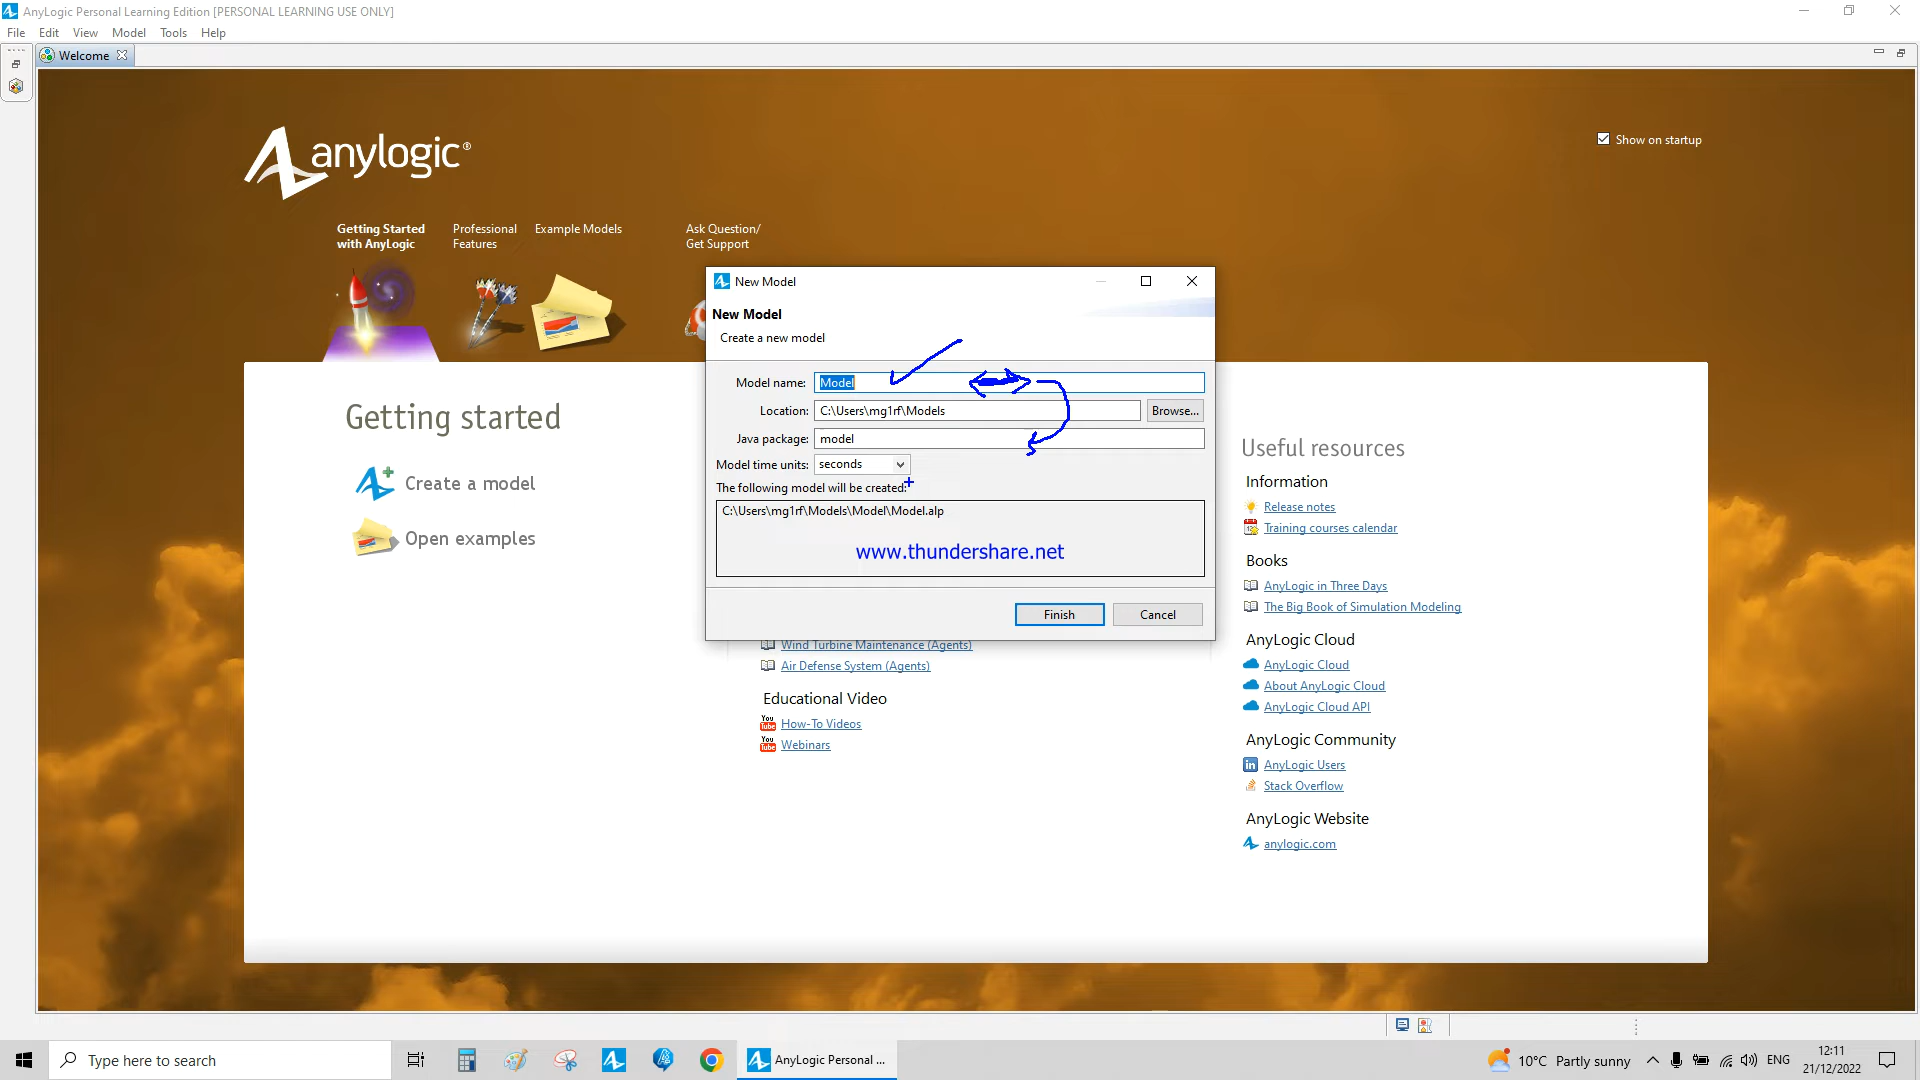 AnyLogic Personal Learning Edition [PERSONAL LEARNING USE ONLY]
File Edit View Model Tools Help
Welcome
anylogic®
Show on startup
Getting Started with AnyLogic
Professional Features
Example Models
Ask Question/ Get Support
New Model
New Model
Create a new model
Model name: Model
Location: C:\Users\mg1rf\Models Browse...
Java package: model
Model time units: seconds
The following model will be created:
C:\Users\mg1rf\Models\Model\Model.alp
www.thundershare.net
Finish Cancel
Getting started
Create a model
Open examples
Wind Turbine Maintenance (Agents)
Air Defense System (Agents)
Educational Video
You Tube How-To Videos
You Tube Webinars
Useful resources
Information
Release notes
Training courses calendar
Books
AnyLogic in Three Days
The Big Book of Simulation Modeling
AnyLogic Cloud
AnyLogic Cloud
About AnyLogic Cloud
AnyLogic Cloud API
AnyLogic Community
in AnyLogic Users
Stack Overflow
AnyLogic Website
anylogic.com
Type here to search
AnyLogic Personal ...
10°C Partly sunny
ENG
12:11
21/12/2022